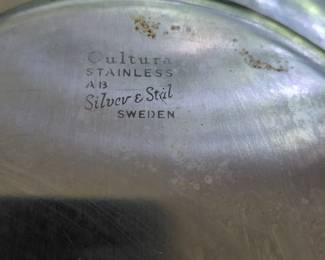 Cultura
STAINLESS
AB
Silver & Stål
SWEDEN